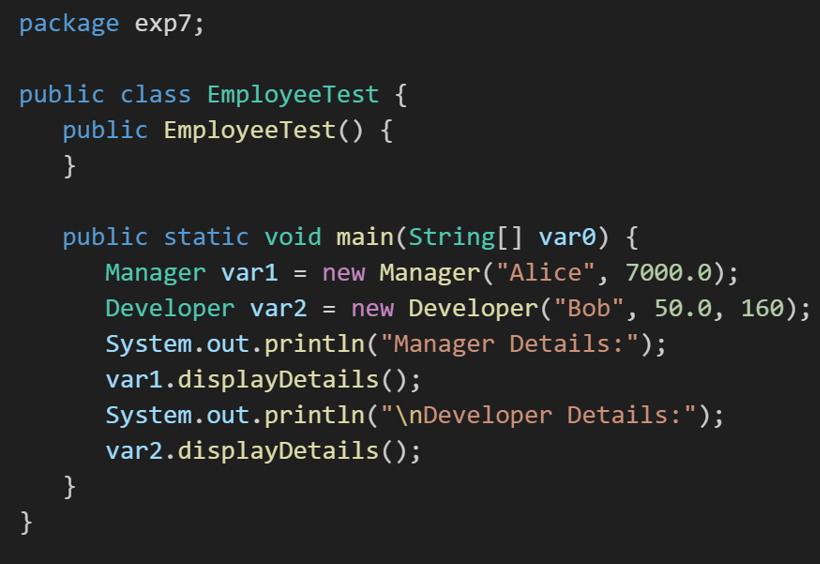 package exp7;
public class EmployeeTest {
public EmployeeTest() {
}
public static void main(String[] var0) {
Manager var1 = new Manager("Alice", 7000.0);
Developer var2 = new Developer("Bob", 50.0, 160);
System.out.println("Manager Details:");
var1.displayDetails();
System.out.println("\nDeveloper Details:");
var2.displayDetails();
}
}